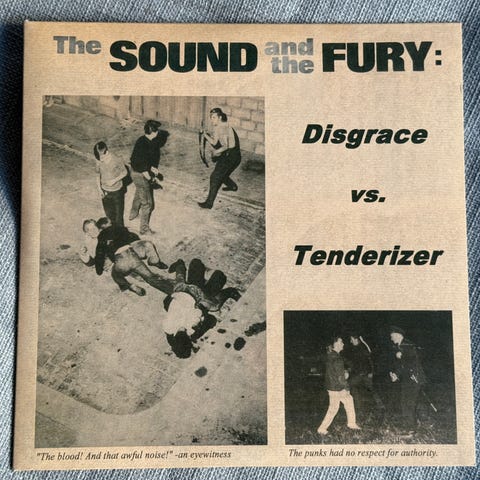 The SOUND and the FURY:
Disgrace
vs.
Tenderizer
"The blood! And that awful noise!" -an eyewitness
The punks had no respect for authority.